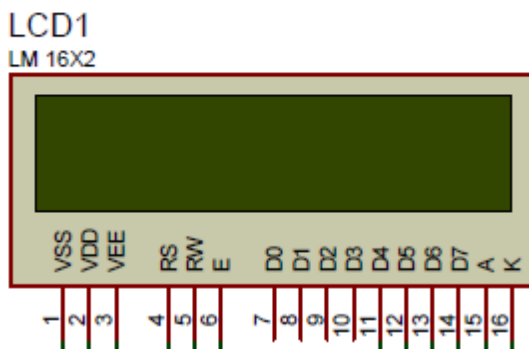 LCD1
LM 16X2
VSS VDD VEE RS RW E D0 D1 D2 D3 D4 D5 D6 D7 A K
1 2 3 4 5 6 7 8 9 10 11 12 13 14 15 16